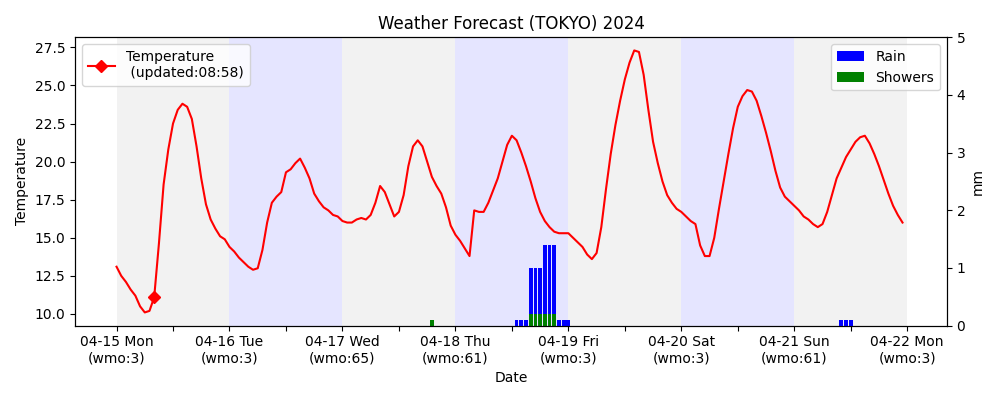 Weather Forecast (TOKYO) 2024
Temperature
(updated:08:58)
Rain
Showers
27.5
25.0
22.5
20.0
17.5
15.0
12.5
10.0
Temperature
5
4
3
2
1
0
mm
04-15 Mon
(wmo:3)
04-16 Tue
(wmo:3)
04-17 Wed
(wmo:65)
04-18 Thu
(wmo:61)
04-19 Fri
(wmo:3)
04-20 Sat
(wmo:3)
04-21 Sun
(wmo:61)
04-22 Mon
(wmo:3)
Date